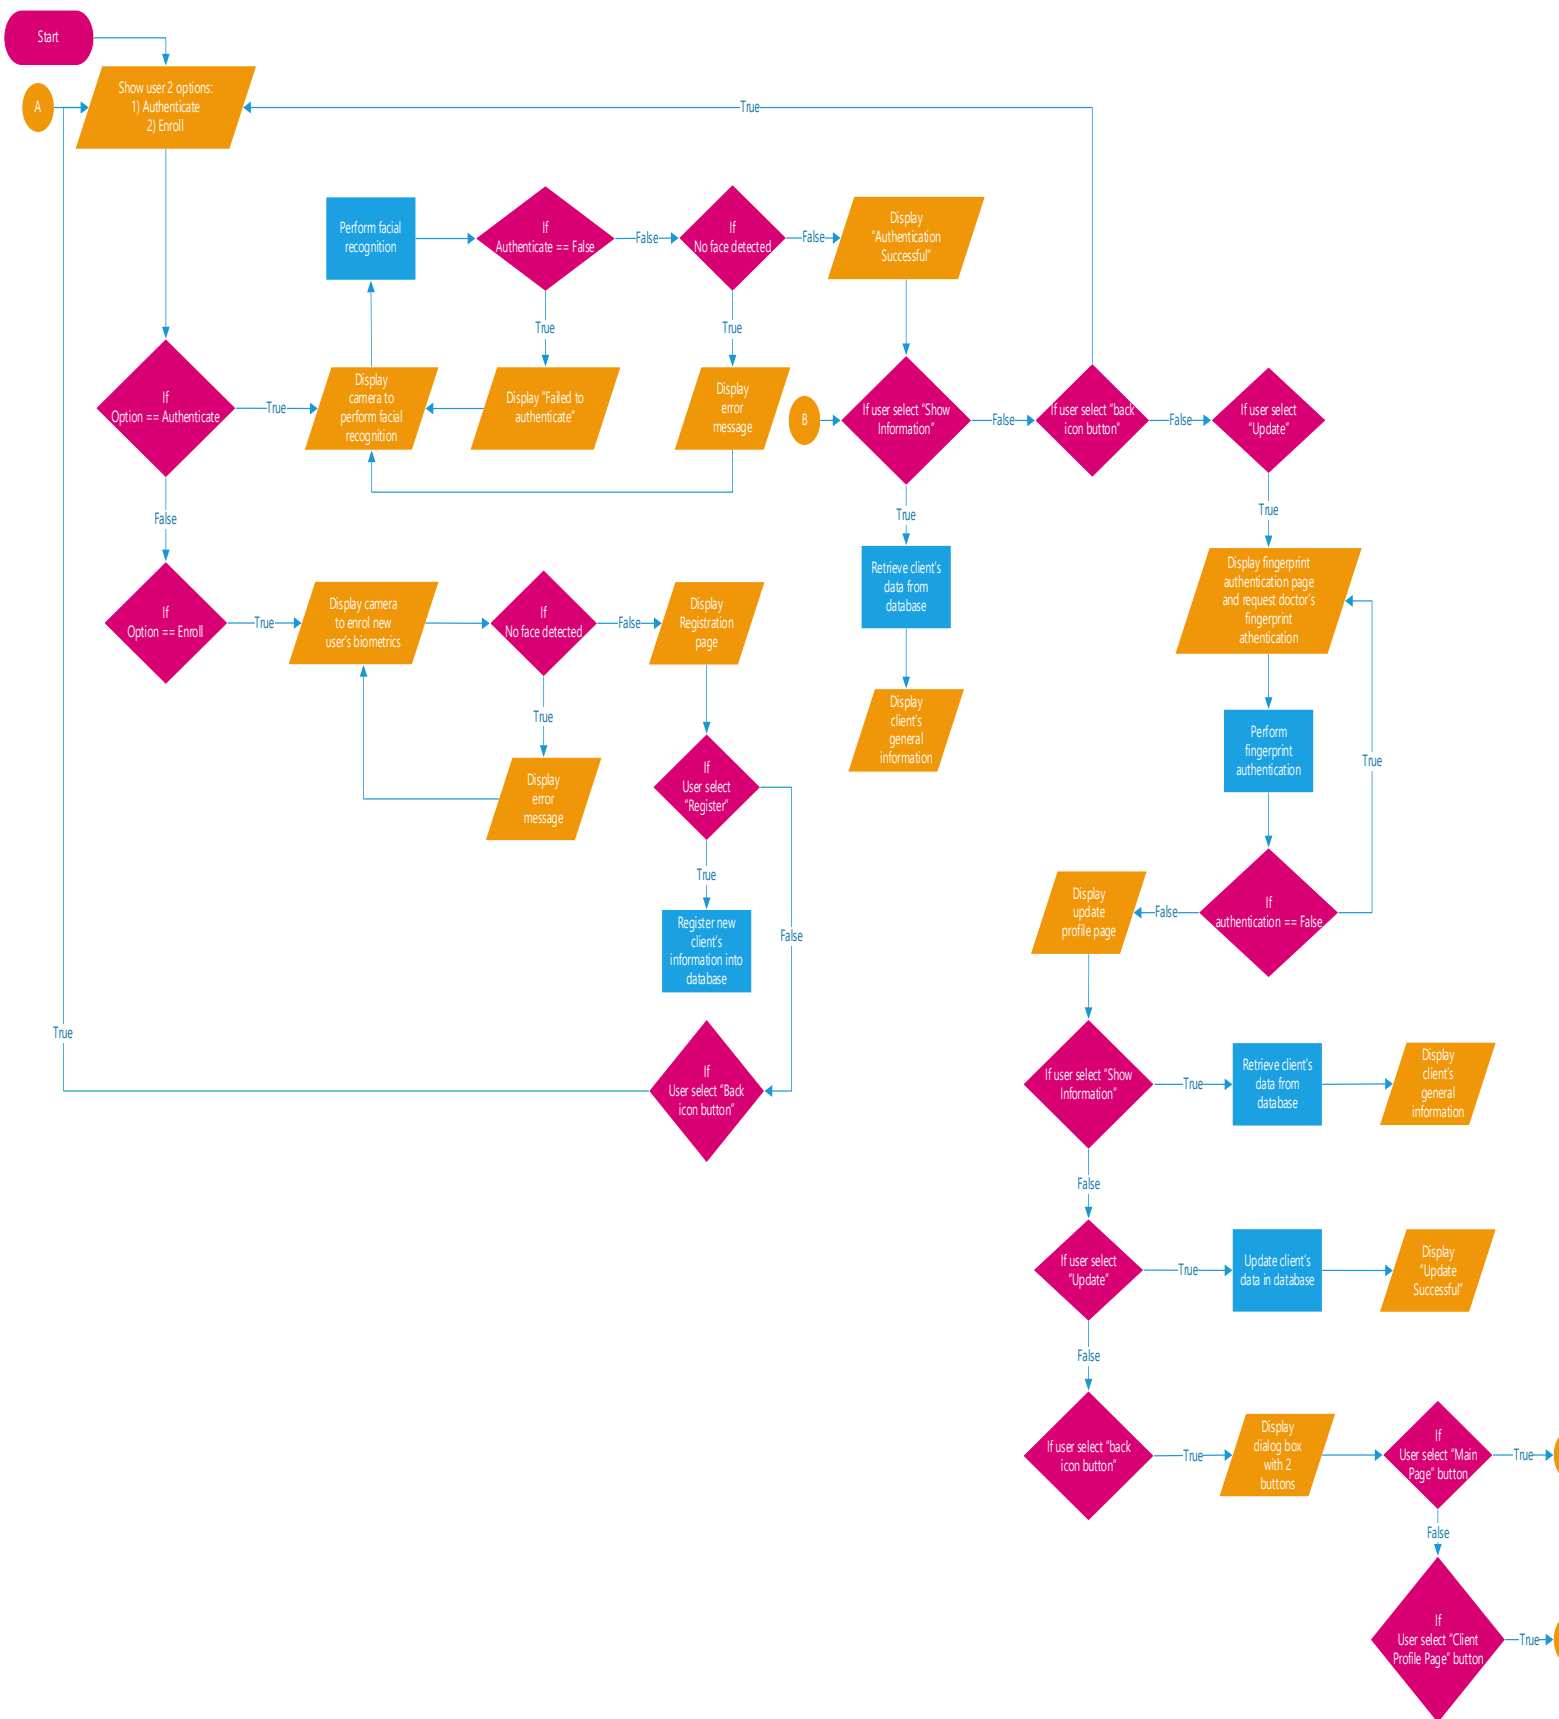 Start
Show user 2 options:
1) Authenticate
2) Enroll
A
True
Perform facial
recognition
If
Authenticate == False
False
If
No face detected
False
Display
“Authentication
Successful”
True
True
If
Option == Authenticate
True
Display
camera to
perform facial
recognition
Display “Failed to
authenticate”
Display
error
message
B
If user select “Show
Information”
False
If user select “back
icon button”
False
If user select
“Update”
False
True
True
If
Option == Enroll
True
Display camera
to enrol new
user’s biometrics
If
No face detected
False
Display
Registration
page
Retrieve client’s
data from
database
Display fingerprint
authentication page
and request doctor’s
fingerprint
athentication
True
Display
error
message
If
User select
“Register”
Display
client’s
general
information
Perform
fingerprint
authentication
True
True
False
Register new
client’s
information into
database
Display
update
profile page
False
If
authentication == False
True
If
User select “Back
icon button”
If user select “Show
Information”
True
Retrieve client’s
data from
database
Display
client’s
general
information
False
If user select
“Update”
True
Update client’s
data in database
Display
“Update
Successful”
False
If user select “back
icon button”
True
Display
dialog box
with 2
buttons
If
User select “Main
Page” button
True
False
If
User select “Client
Profile Page” button
True